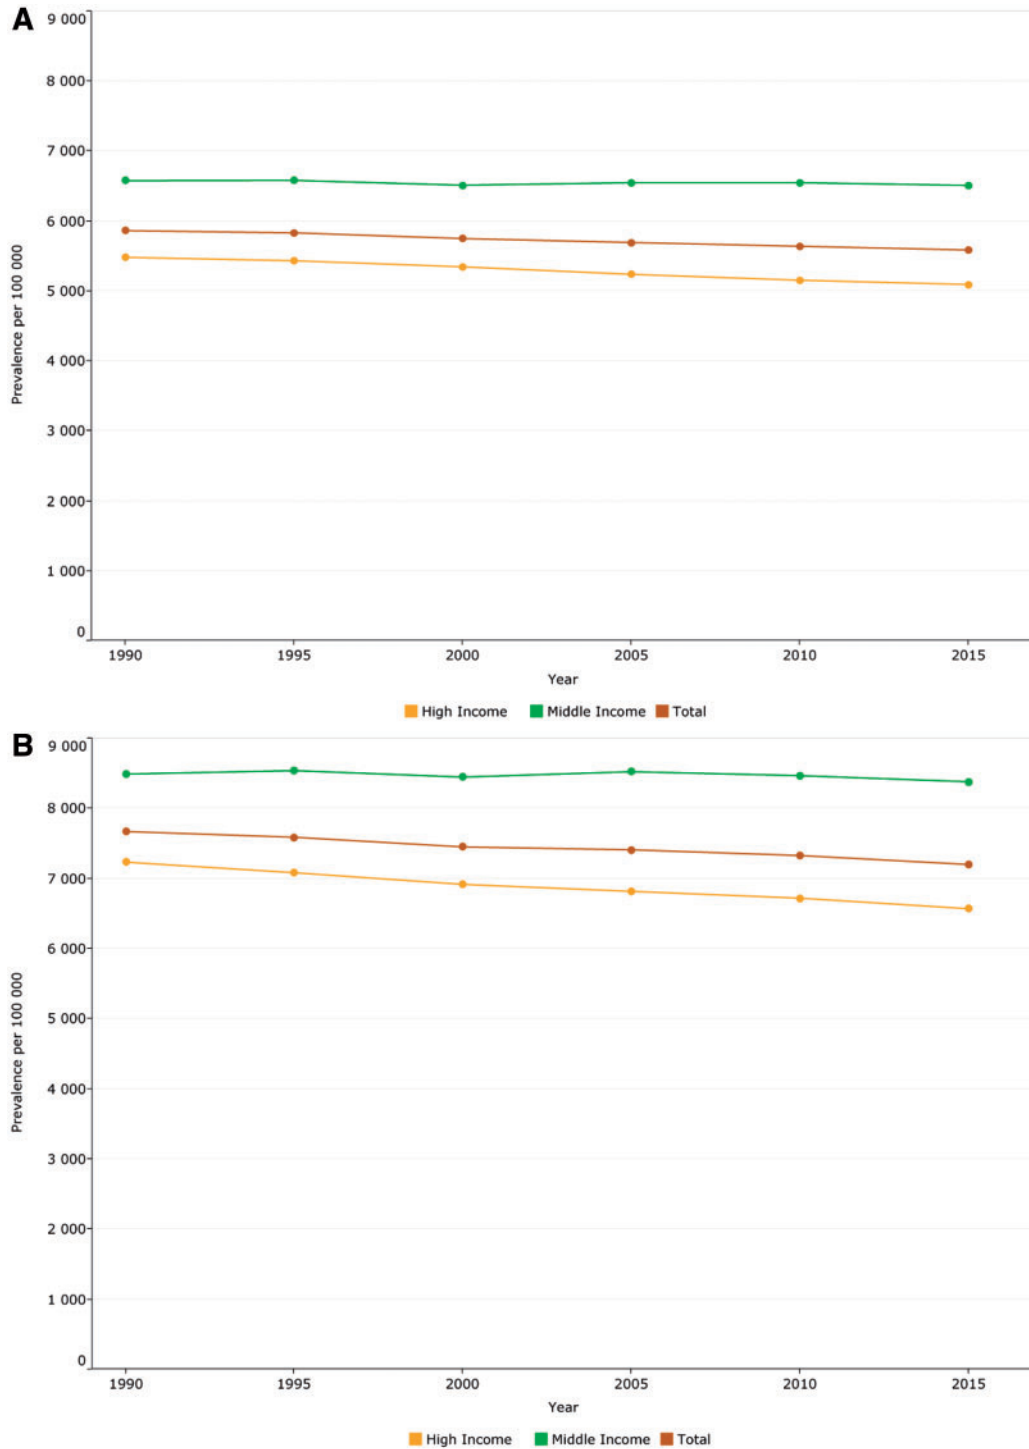 A
9 000
8 000
7 000
6 000
5 000
4 000
3 000
2 000
1 000
0
Prevalence per 100 000
1990 1995 2000 2005 2010 2015
Year
High Income Middle Income Total
B
9 000
8 000
7 000
6 000
5 000
4 000
3 000
2 000
1 000
0
Prevalence per 100 000
1990 1995 2000 2005 2010 2015
Year
High Income Middle Income Total